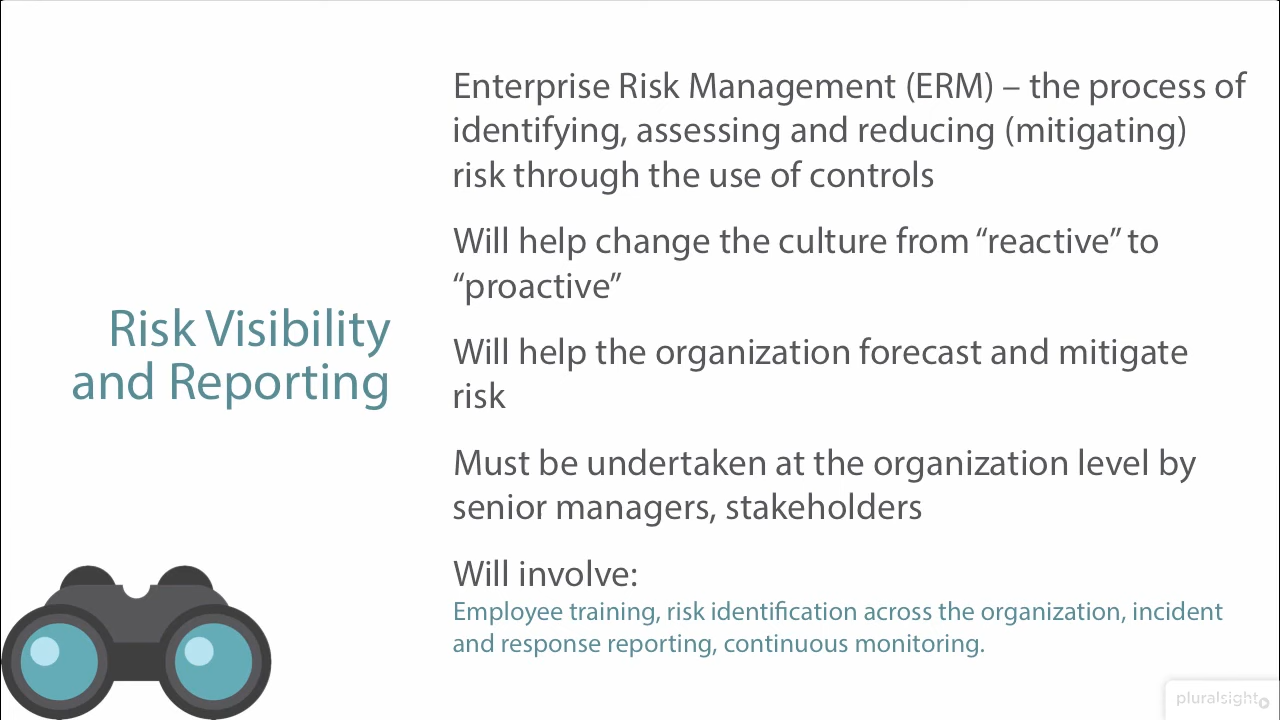 Risk Visibility
and Reporting
Enterprise Risk Management (ERM) – the process of
identifying, assessing and reducing (mitigating)
risk through the use of controls
Will help change the culture from “reactive” to
“proactive”
Will help the organization forecast and mitigate
risk
Must be undertaken at the organization level by
senior managers, stakeholders
Will involve:
Employee training, risk identification across the organization, incident
and response reporting, continuous monitoring.
pluralsight